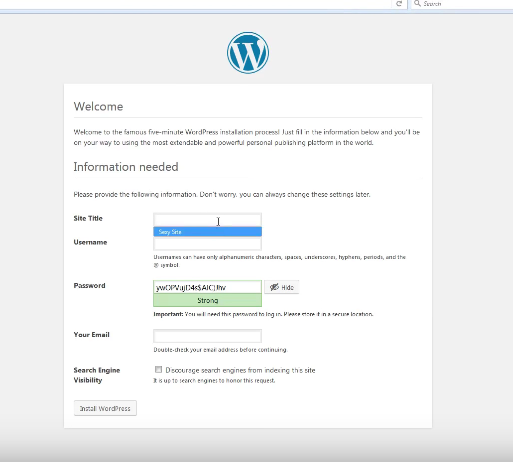 Search
Welcome
Welcome to the famous five-minute WordPress installation process! Just fill in the information below and you'll be
on your way to using the most extendable and powerful personal publishing platform in the world.
Information needed
Please provide the following information. Don't worry, you can always change these settings later.
Site Title
Sexy Site
Username
Usernames can have only alphanumeric characters, spaces, underscores, hyphens, periods, and the
@ symbol.
Password
Hide
Strong
Important: You will need this password to log in. Please store it in a secure location.
Your Email
Double-check your email address before continuing.
Search Engine
Visibility
Discourage search engines from indexing this site
It is up to search engines to honor this request.
Install WordPress